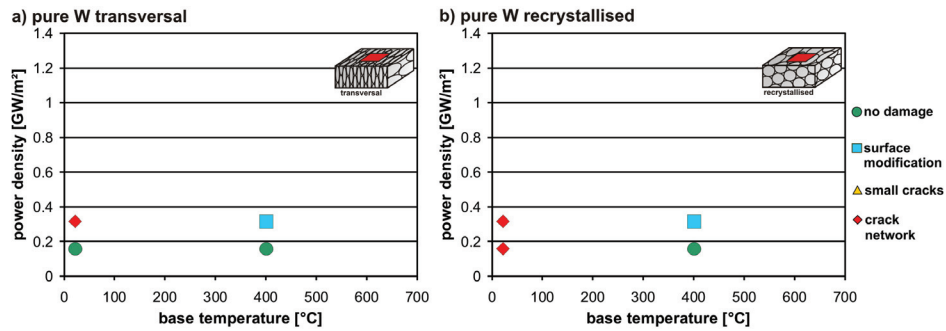 a) pure W transversal
power density [GW/m²]
1.4
1.2
1
0.8
0.6
0.4
0.2
0
0 100 200 300 400 500 600 700
base temperature [°C]
transversal
b) pure W recrystallised
power density [GW/m²]
1.4
1.2
1
0.8
0.6
0.4
0.2
0
0 100 200 300 400 500 600 700
base temperature [°C]
recrystallised
no damage
surface
modification
small cracks
crack
network